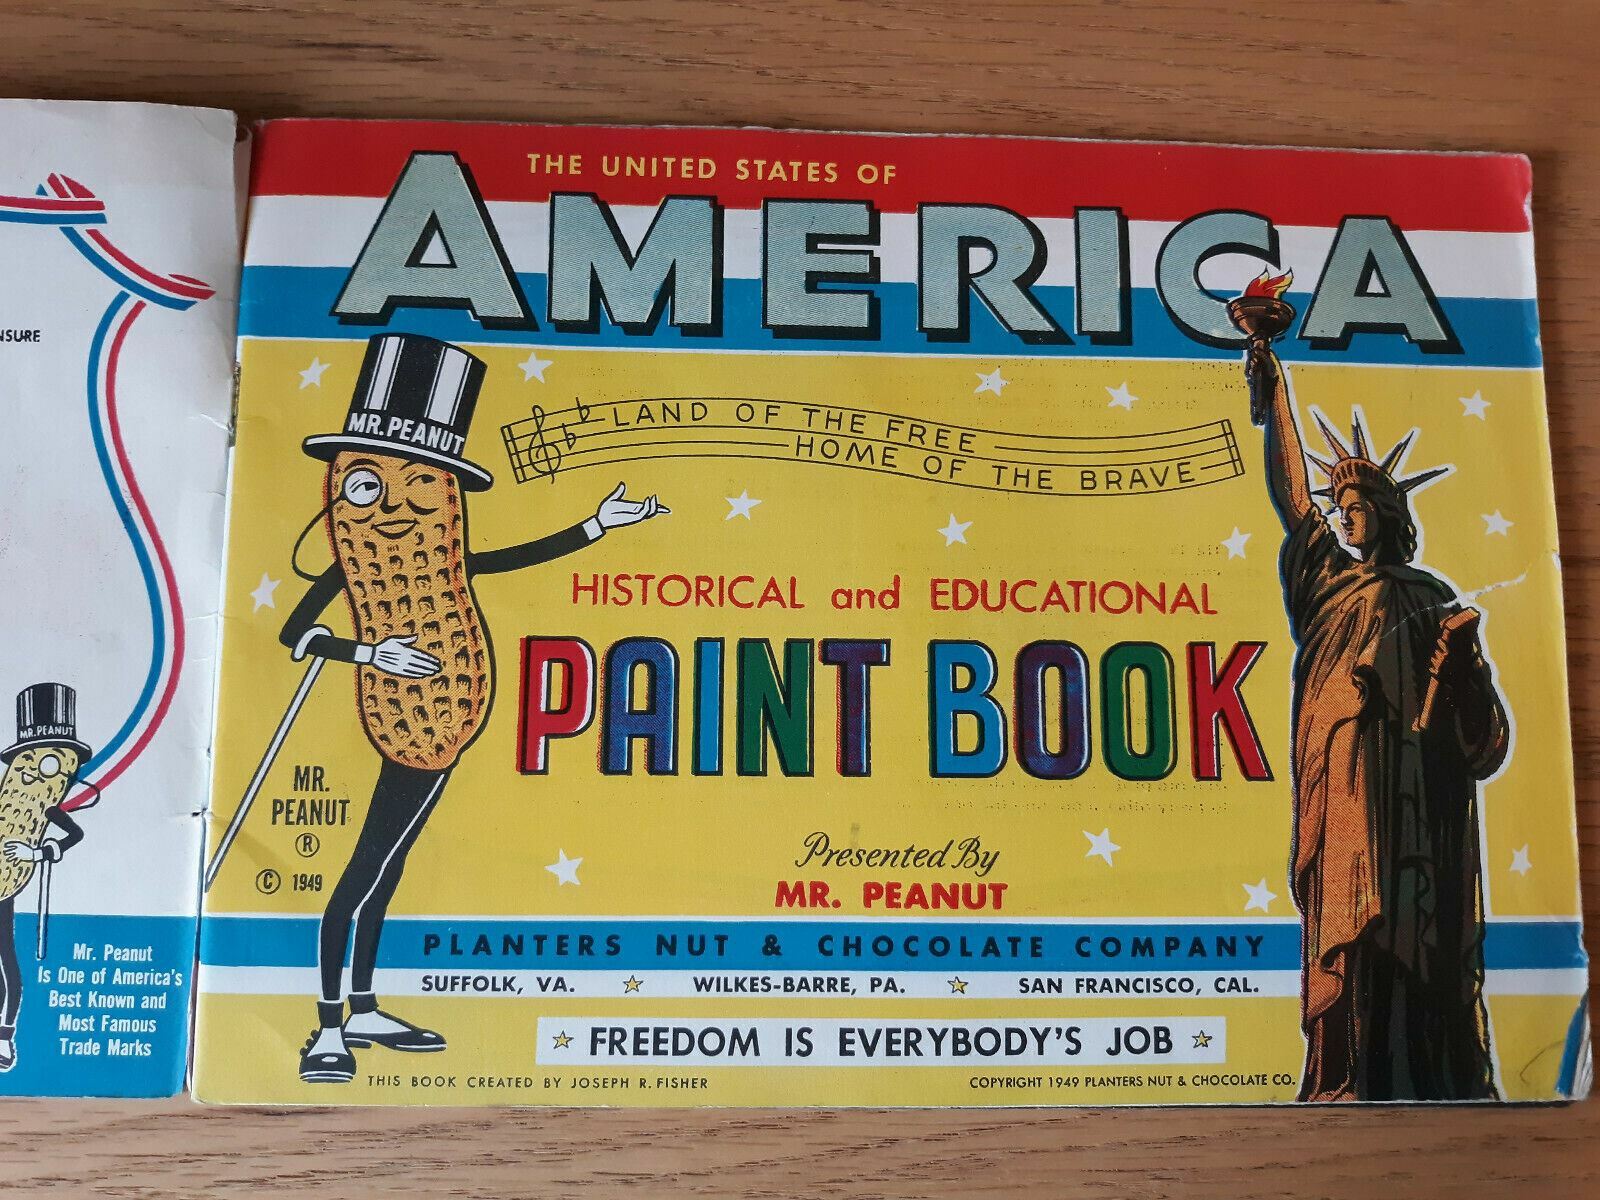 NSURE
MR.PEANUT
Mr. Peanut
Is One of America's
Best Known and
Most Famous
Trade Marks
THE UNITED STATES OF
AMERICA
MR. PEANUT
LAND OF THE FREE
HOME OF THE BRAVE
HISTORICAL and EDUCATIONAL
PAINT BOOK
MR.
PEANUT
®
© 1949
Presented By
MR. PEANUT
PLANTERS NUT & CHOCOLATE COMPANY
SUFFOLK, VA. ☆ WILKES-BARRE, PA. ☆ SAN FRANCISCO, CAL.
☆ FREEDOM IS EVERYBODY'S JOB ☆
THIS BOOK CREATED BY JOSEPH R. FISHER
COPYRIGHT 1949 PLANTERS NUT & CHOCOLATE CO.